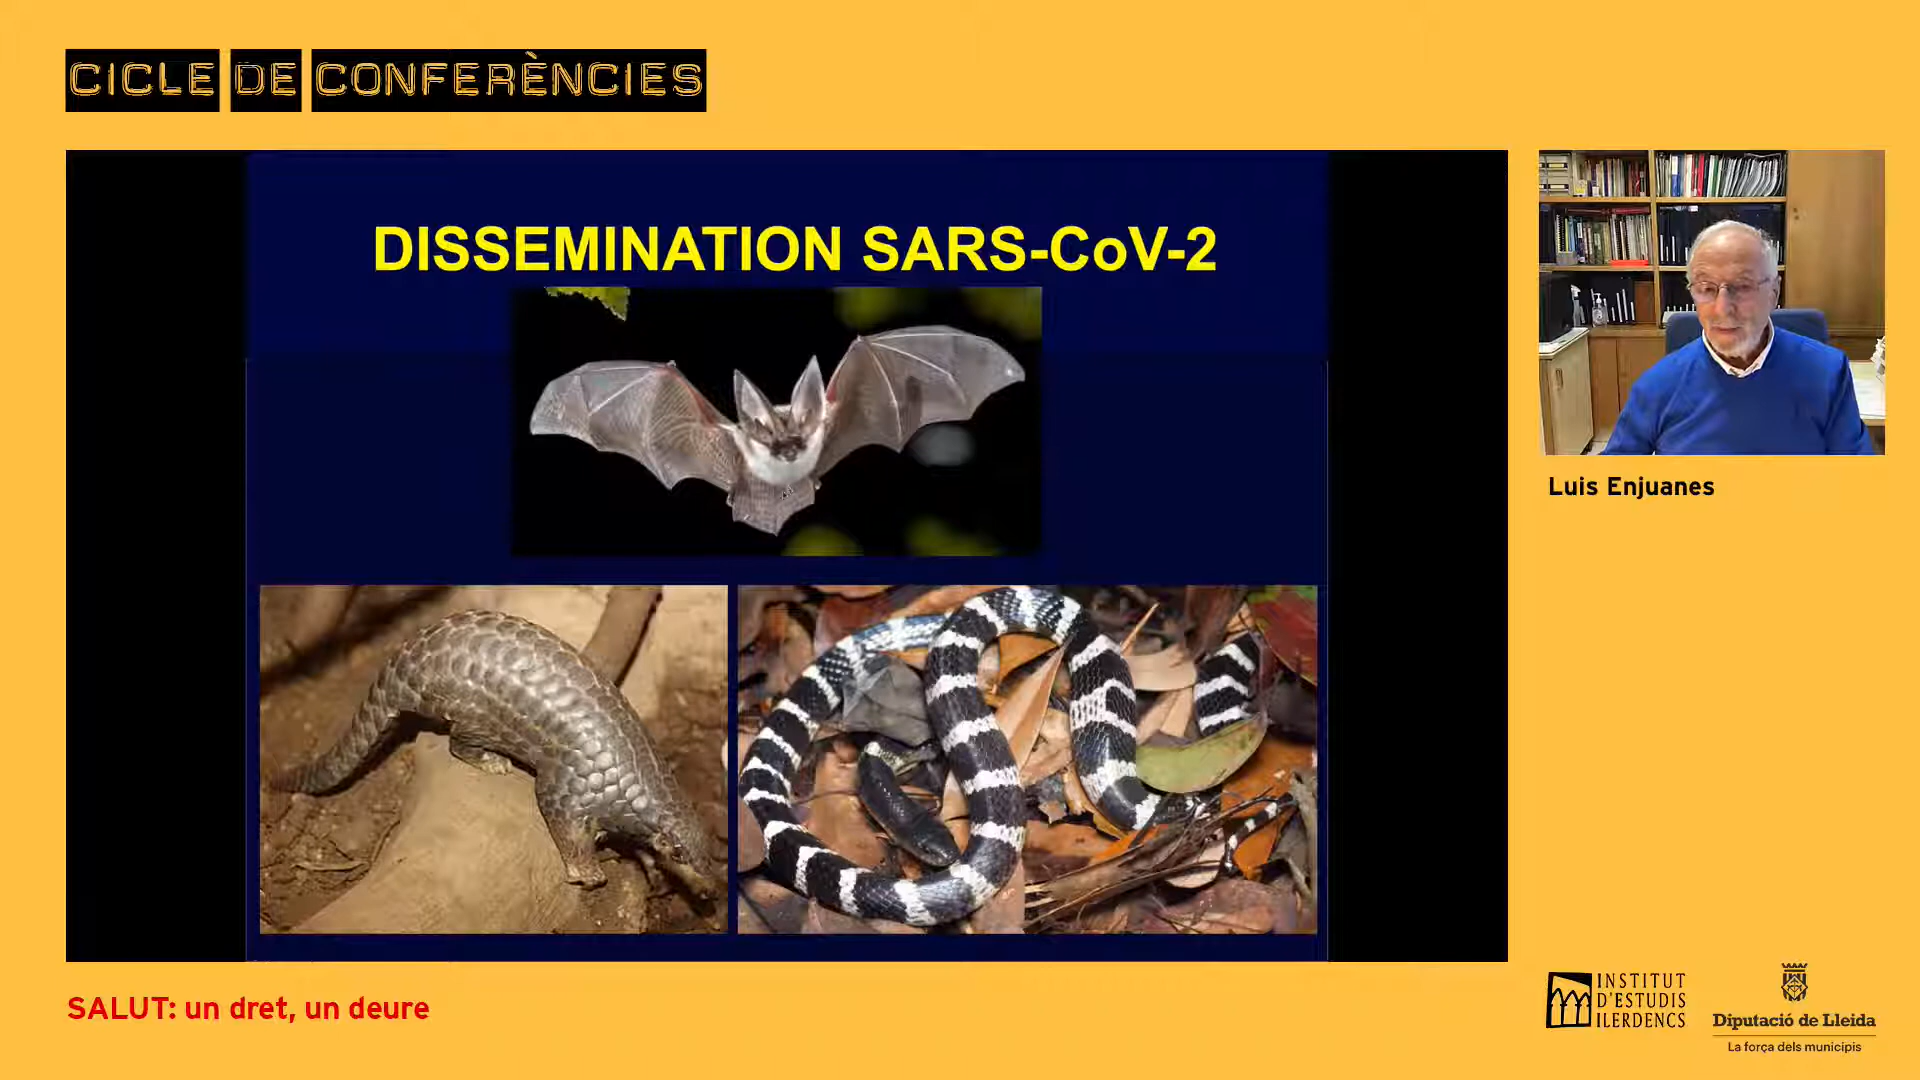 CICLE DE CONFERÈNCIES
DISSEMINATION SARS-CoV-2
Luis Enjuanes
SALUT: un dret, un deure
INSTITUT
D'ESTUDIS
ILERDENCS
Diputació de Lleida
La força dels municipis